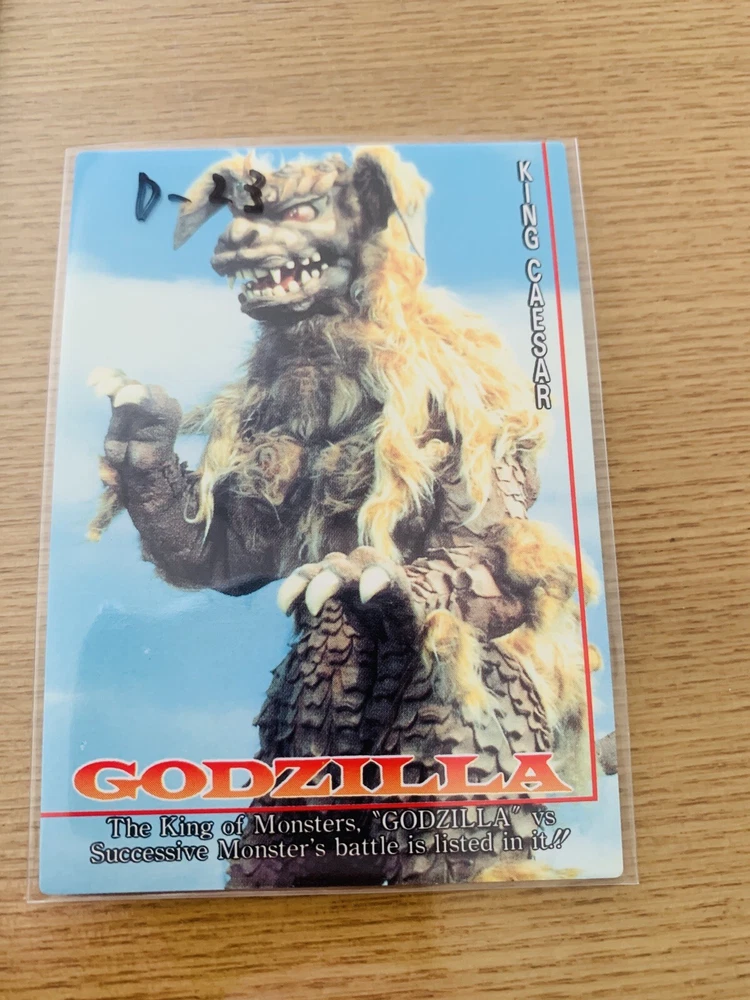 D-23
KING CAESAR
GODZILLA
The King of Monsters, "GODZILLA" vs
Successive Monster's battle is listed in it!!